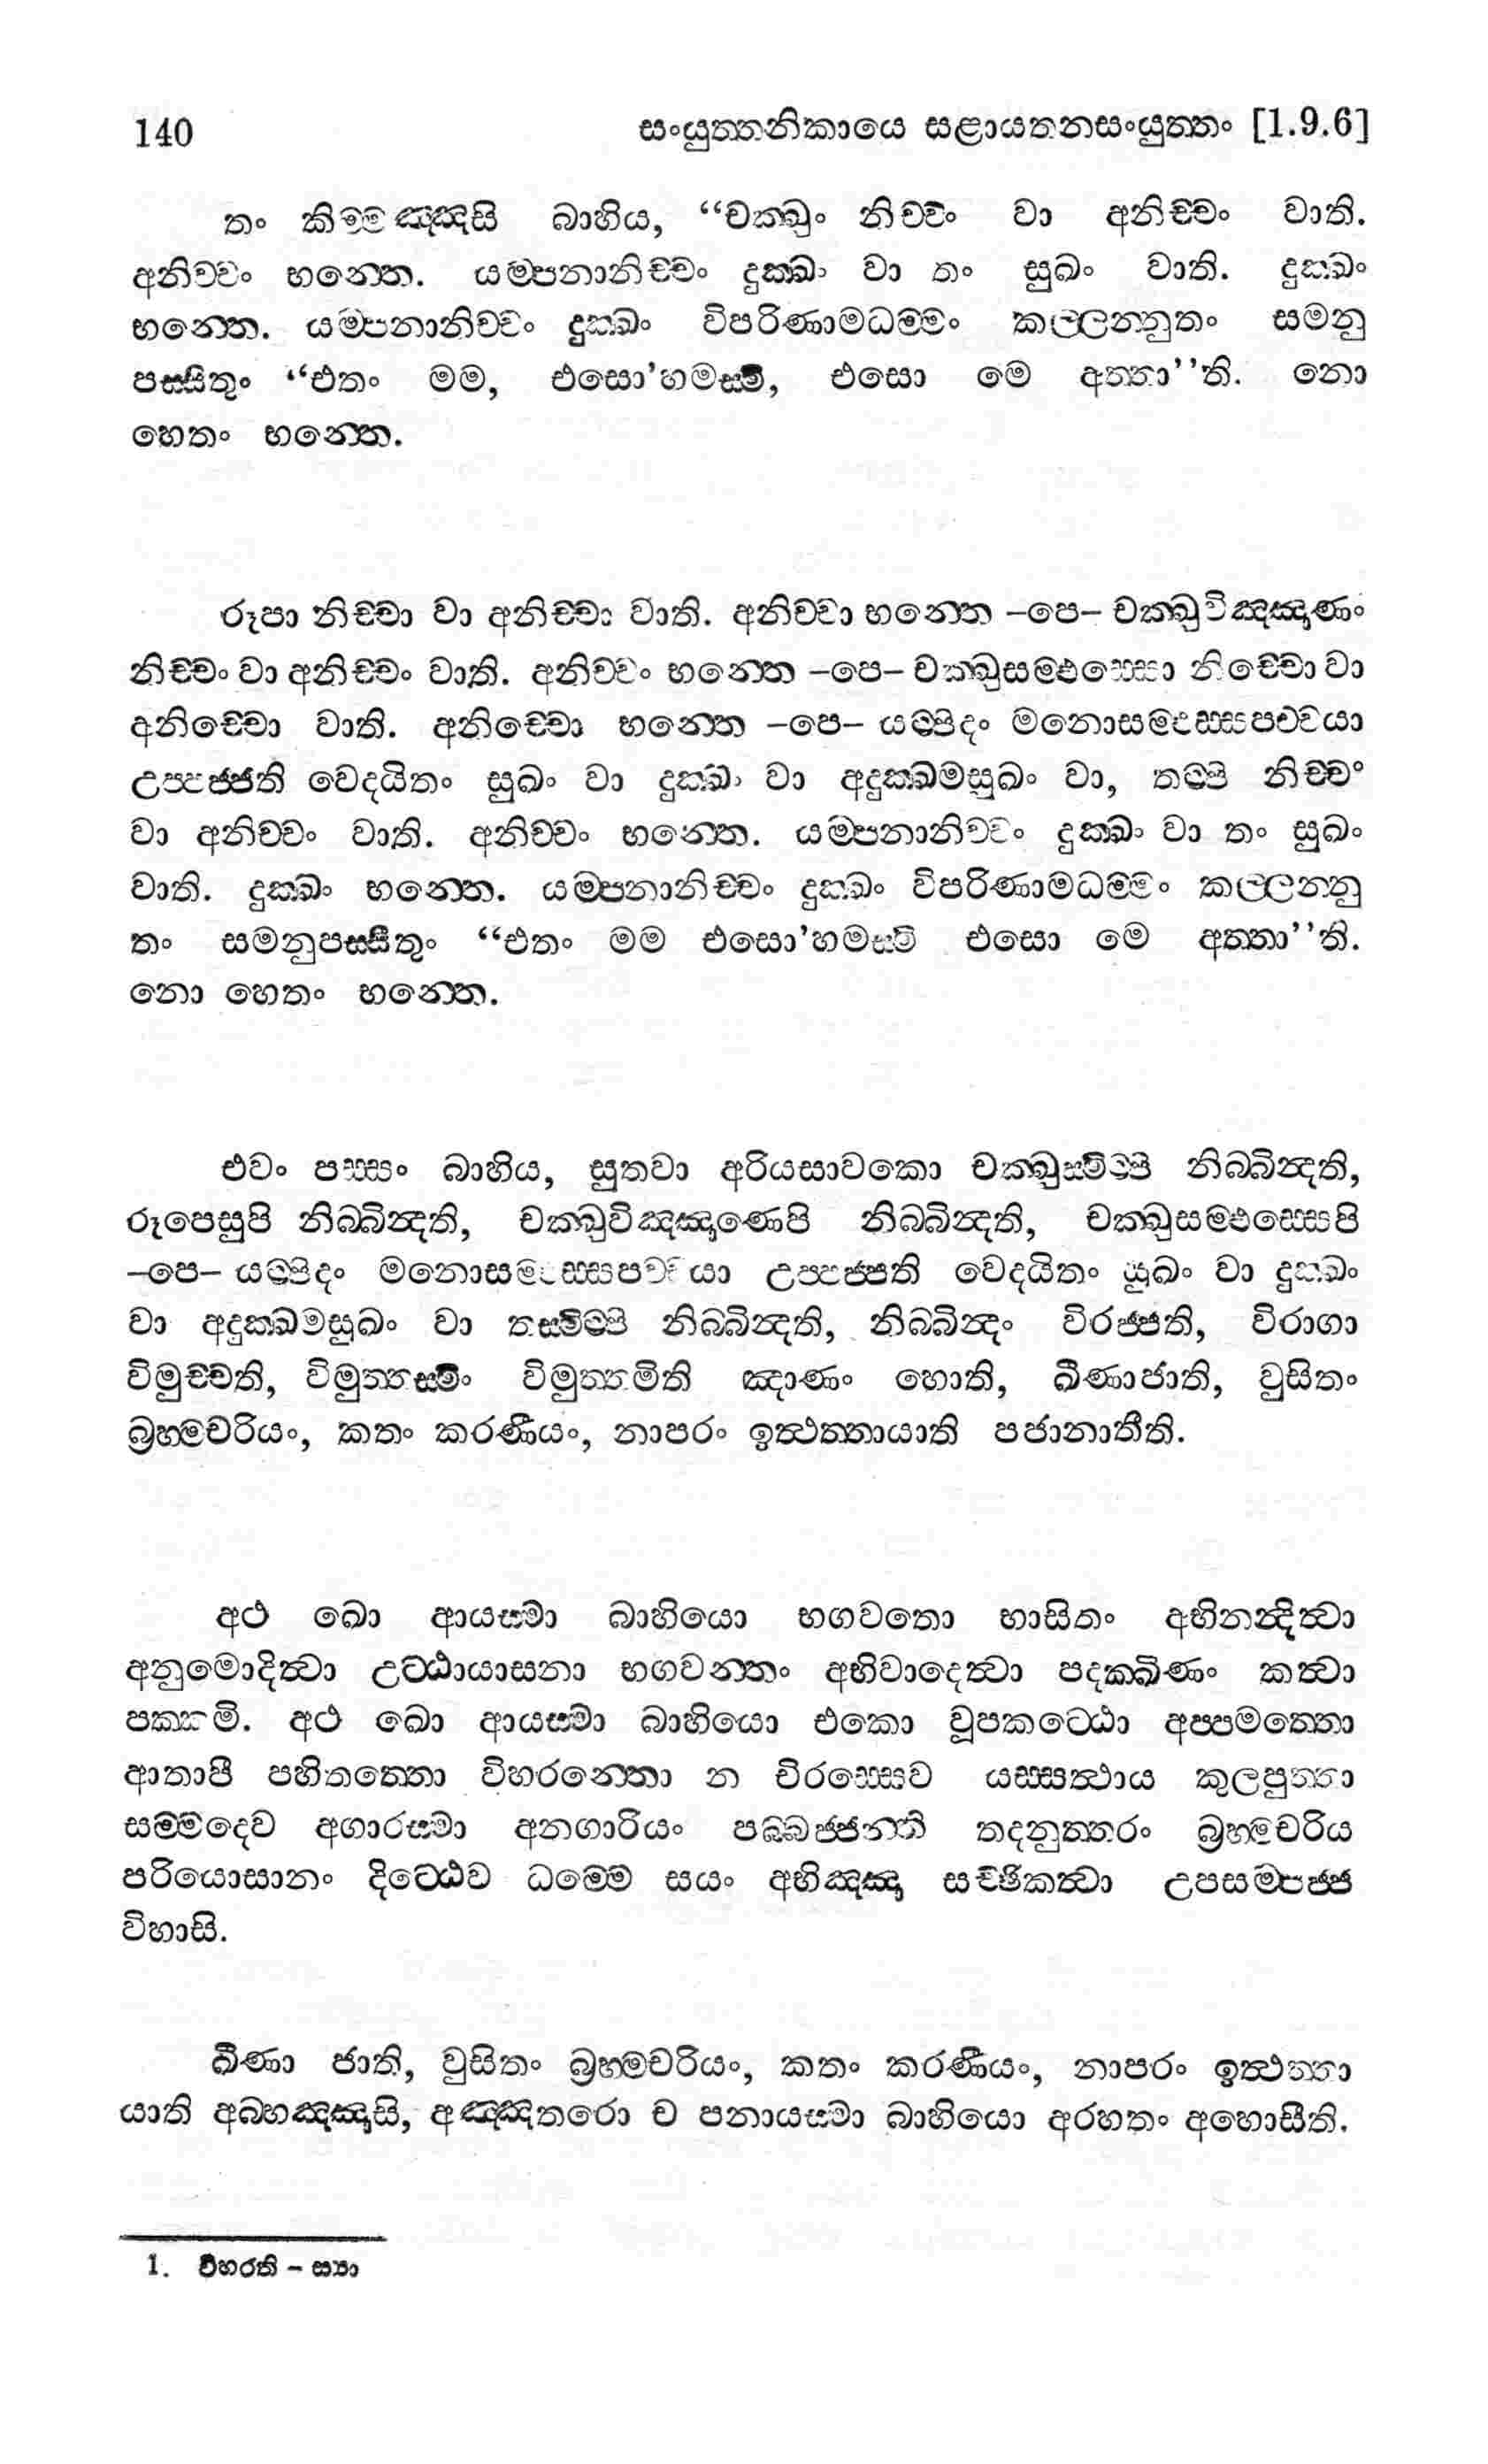 140 සංයුත්තනිකායෙ සළායතනසංයුත්තං [1.9.6]
තං කිම්මඤ්ඤසි බාහිය, “චක්ඛුං නිච්චං වා අනිච්චං වාති.
අනිච්චං භන්තෙ. යම්පනානිච්චං දුක්ඛං වා තං සුඛං වාති. දුක්ඛං
භන්තෙ. යම්පනානිච්චං දුක්ඛං විපරිණාමධම්මං කල්ලන්නුතං සමනු
පස්සිතුං “එතං මම, එසො’හමස්මි, එසො මෙ අත්තා’’ති. නො
හෙතං භන්තෙ.
රූපා නිච්චා වා අනිච්චා වාති. අනිච්චා භන්තෙ –පෙ– චක්ඛුවිඤ්ඤාණං
නිච්චං වා අනිච්චං වාති. අනිච්චං භන්තෙ –පෙ– චක්ඛුසම්ඵස්සො නිච්චො වා
අනිච්චො වාති. අනිච්චො භන්තෙ –පෙ– යම්පිදං මනොසම්ඵස්සපච්චයා
උප්පජ්ජති වෙදයිතං සුඛං වා දුක්ඛං වා අදුක්ඛමසුඛං වා, තම්පි නිච්චං
වා අනිච්චං වාති. අනිච්චං භන්තෙ. යම්පනානිච්චං දුක්ඛං වා තං සුඛං
වාති. දුක්ඛං භන්තෙ. යම්පනානිච්චං දුක්ඛං විපරිණාමධම්මං කල්ලන්නු
තං සමනුපස්සිතුං “එතං මම එසො’හමස්මි එසො මෙ අත්තා’’ති.
නො හෙතං භන්තෙ.
එවං පස්සං බාහිය, සුතවා අරියසාවකො චක්ඛුස්මිම්පි නිබ්බින්දති,
රූපෙසුපි නිබ්බින්දති, චක්ඛුවිඤ්ඤාණෙපි නිබ්බින්දති, චක්ඛුසම්ඵස්සෙපි
–පෙ– යම්පිදං මනොසම්ඵස්සපච්චයා උප්පජ්ජති වෙදයිතං සුඛං වා දුක්ඛං
වා අදුක්ඛමසුඛං වා තස්මිම්පි නිබ්බින්දති, නිබ්බින්දං විරජ්ජති, විරාගා
විමුච්චති, විමුත්තස්මිං විමුත්තමිති ඤාණං හොති, ඛීණාජාති, වුසිතං
බ්‍රහ්මචරියං, කතං කරණීයං, නාපරං ඉත්ථත්තායාති පජානාතීති.
අථ ඛො ආයස්මා බාහියො භගවතො භාසිතං අභිනන්දිත්වා
අනුමොදිත්වා උට්ඨායාසනා භගවන්තං අභිවාදෙත්වා පදක්ඛිණං කත්වා
පක්කමි. අථ ඛො ආයස්මා බාහියො එකො වූපකට්ඨො අප්පමත්තො
ආතාපී පහිතත්තො විහරන්තො න චිරස්සෙව යස්සත්ථාය කුලපුත්තා
සම්මදෙව අගාරස්මා අනගාරියං පබ්බජ්ජන්ති තදනුත්තරං බ්‍රහ්මචරිය
පරියොසානං දිට්ඨෙව ධම්මෙ සයං අභිඤ්ඤා සච්ඡිකත්වා උපසම්පජ්ජ
විහාසි.
ඛීණා ජාති, වුසිතං බ්‍රහ්මචරියං, කතං කරණීයං, නාපරං ඉත්ථත්තා
යාති අබ්භඤ්ඤාසි, අඤ්ඤතරො ච පනායස්මා බාහියො අරහතං අහොසීති.
1. විහරති – ස්‍යා